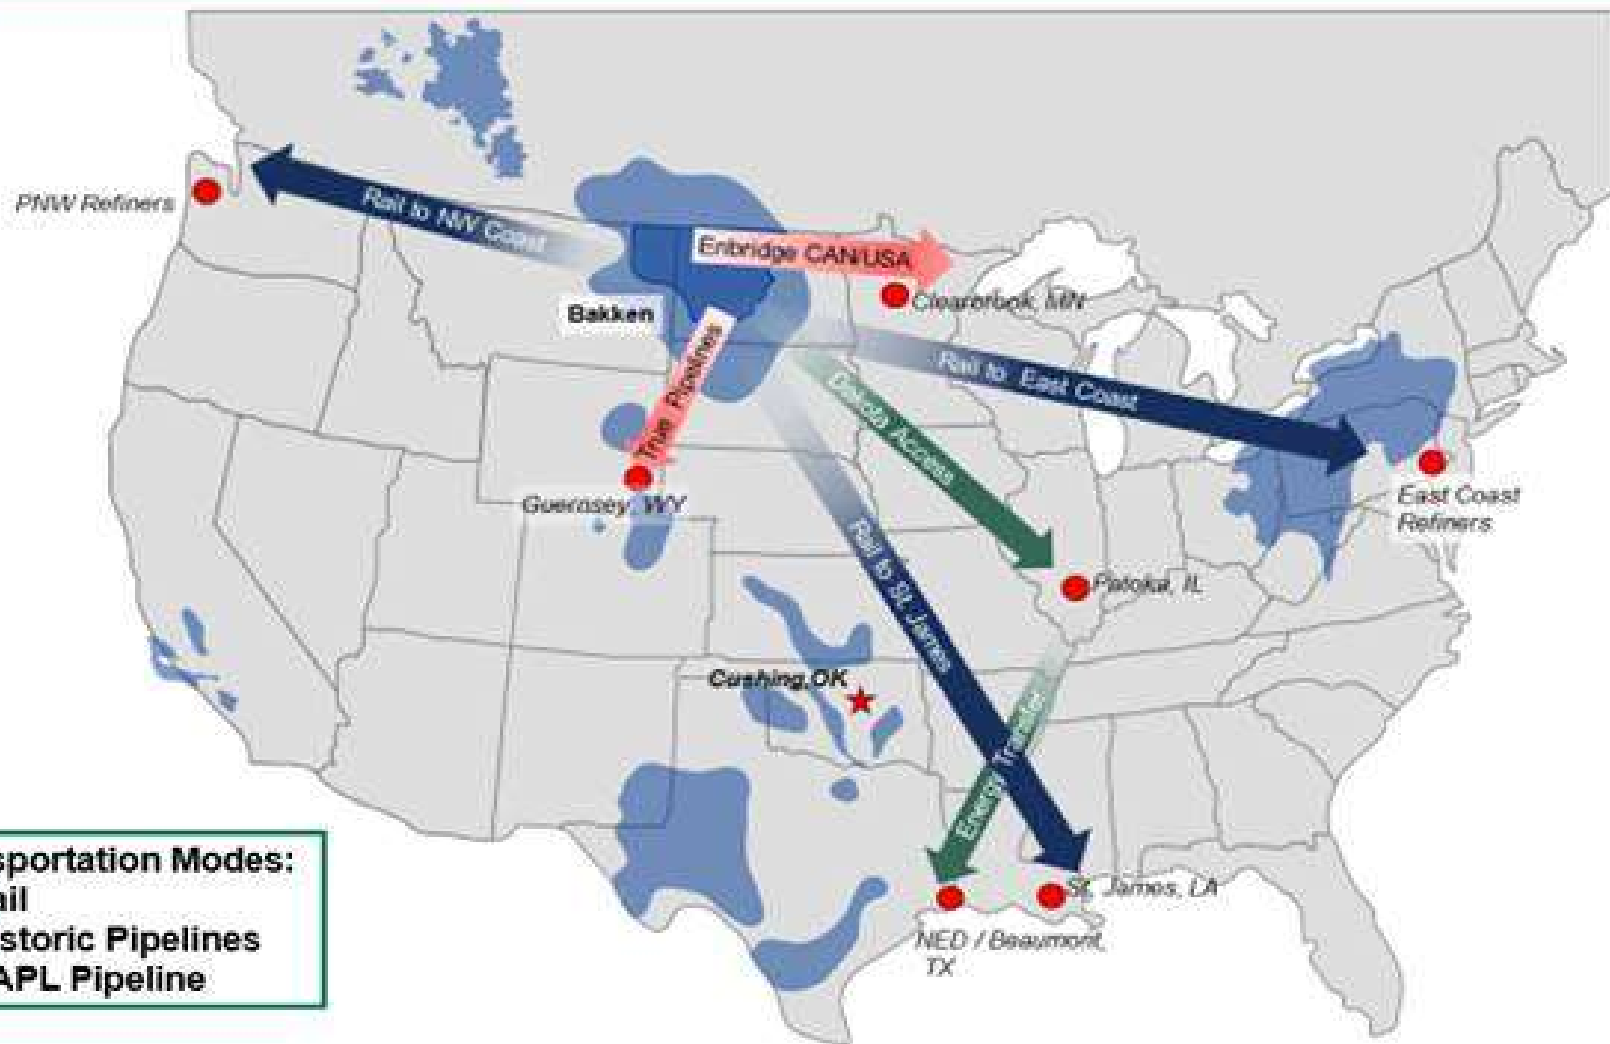 PNW Refiners
Rail to NW Coast
Enbridge CAN/USA
Clearbrook, MN
Bakken
True Pipelines
Rail to East Coast
Dakota Access
Guernsey, WY
East Coast
Refiners
Rail to St. James
Patoka, IL
Cushing,OK
Energy Transfer
St. James, LA
NED / Beaumont,
TX
sportation Modes:
ail
storic Pipelines
APL Pipeline